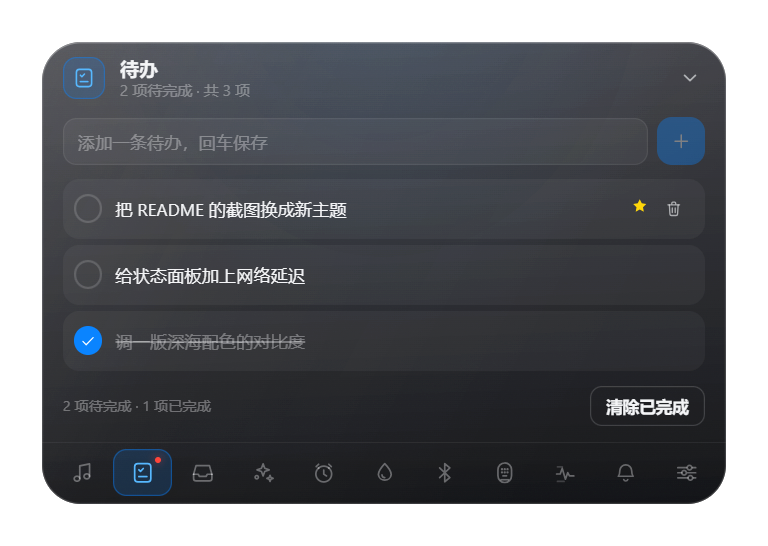 待办
2 项待完成 · 共 3 项
添加一条待办，回车保存
把 README 的截图换成新主题
给状态面板加上网络延迟
调一版深海配色的对比度
2 项待完成 · 1 项已完成
清除已完成